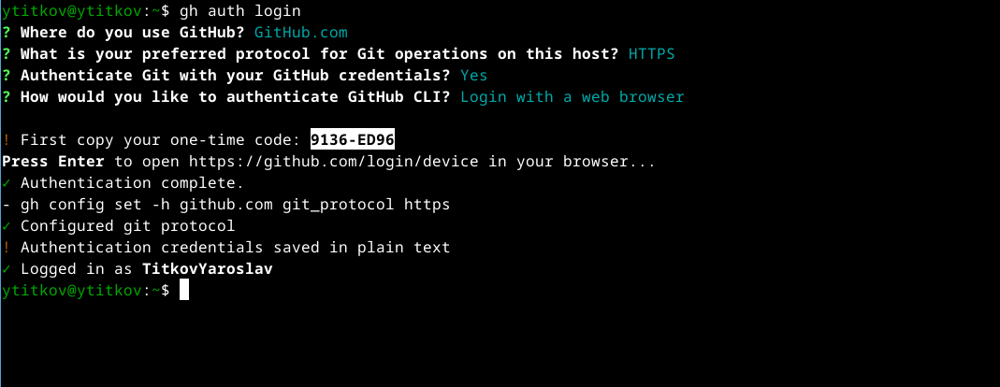 ytitkov@ytitkov:~$ gh auth login
? Where do you use GitHub? GitHub.com
? What is your preferred protocol for Git operations on this host? HTTPS
? Authenticate Git with your GitHub credentials? Yes
? How would you like to authenticate GitHub CLI? Login with a web browser
! First copy your one-time code: 9136-ED96
Press Enter to open https://github.com/login/device in your browser...
✓ Authentication complete.
- gh config set -h github.com git_protocol https
✓ Configured git protocol
! Authentication credentials saved in plain text
✓ Logged in as TitkovYaroslav
ytitkov@ytitkov:~$